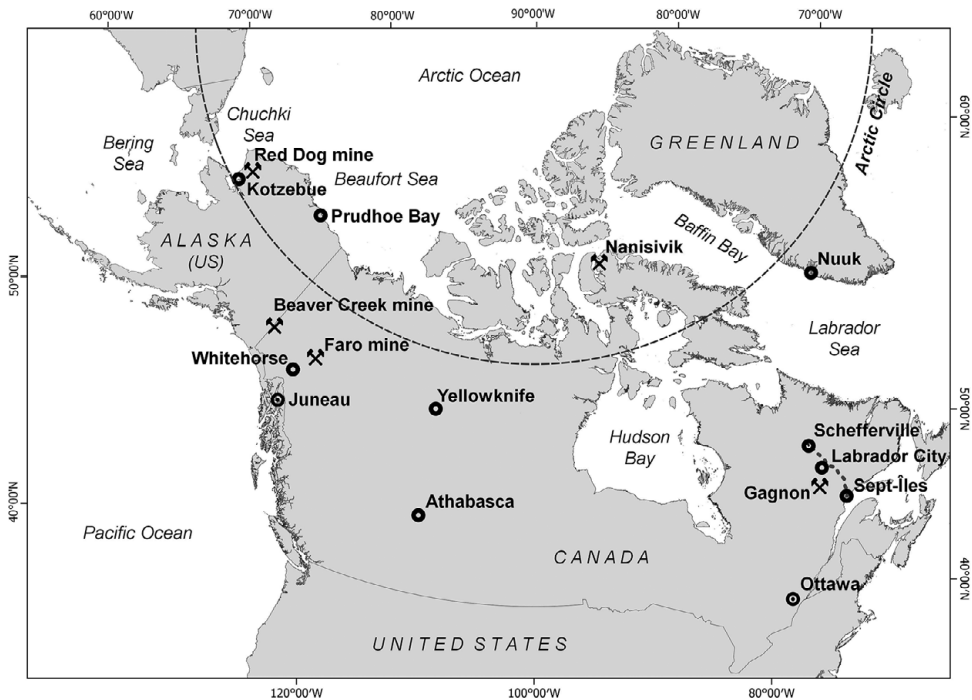 60°00'W 70°00'W 80°00'W 90°00'W 80°00'W 70°00'W
Arctic Ocean
Chuchki
Sea
Bering
Sea
Red Dog mine
Kotzebue
Beaufort Sea
Prudhoe Bay
GREENLAND
Arctic Circle
60°00'N
ALASKA
(US)
Nanisivik
Baffin Bay
Nuuk
50°00'N
Beaver Creek mine
Faro mine
Whitehorse
Juneau
Yellowknife
Labrador
Sea
50°00'N
Hudson
Bay
Schefferville
Labrador City
Gagnon
Sept-Îles
40°00'N
Athabasca
Pacific Ocean
CANADA
Ottawa
40°00'N
UNITED STATES
120°00'W 100°00'W 80°00'W